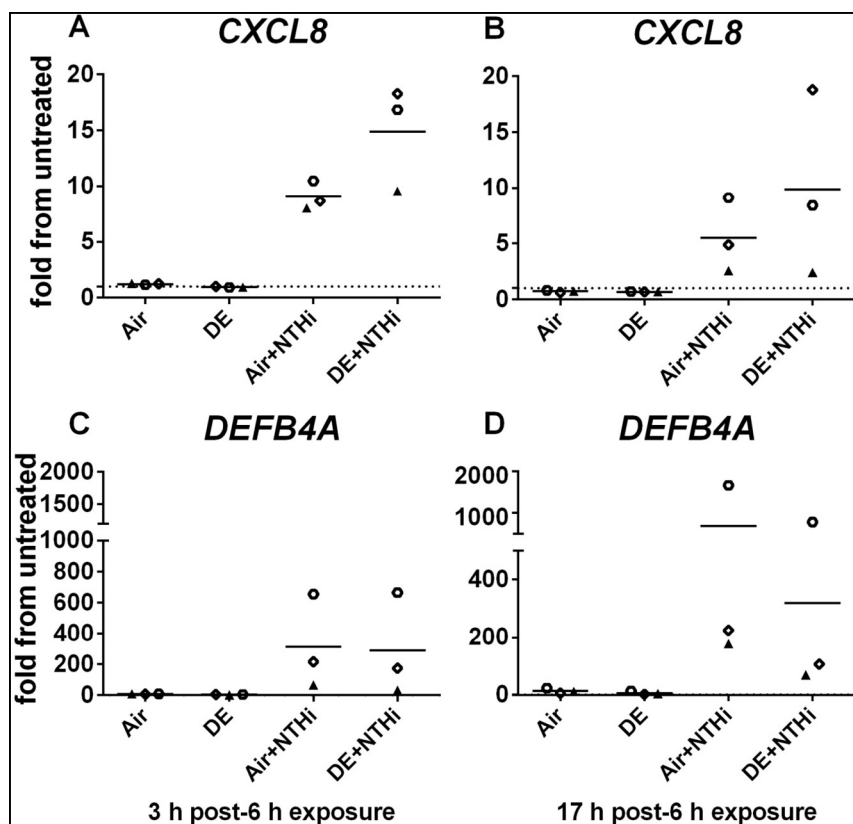 A
CXCL8
fold from untreated
20
15
10
5
0
Air
DE
Air+NTHi
DE+NTHi
B
CXCL8
20
15
10
5
0
Air
DE
Air+NTHi
DE+NTHi
C
DEFB4A
fold from untreated
2000
1500
1000
800
600
400
200
0
Air
DE
Air+NTHi
DE+NTHi
3 h post-6 h exposure
D
DEFB4A
2000
1000
400
200
0
Air
DE
Air+NTHi
DE+NTHi
17 h post-6 h exposure